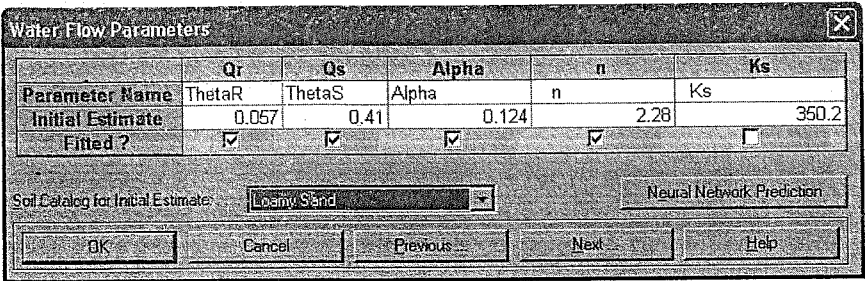 Water Flow Parameters
Qr Qs Alpha n Ks
Parameter Name ThetaR ThetaS Alpha n Ks
Initial Estimate 0.057 0.41 0.124 2.28 350.2
Fitted ?
Soil Catalog for Initial Estimate: Loamy Sand Neural Network Prediction
OK Cancel Previous... Next... Help